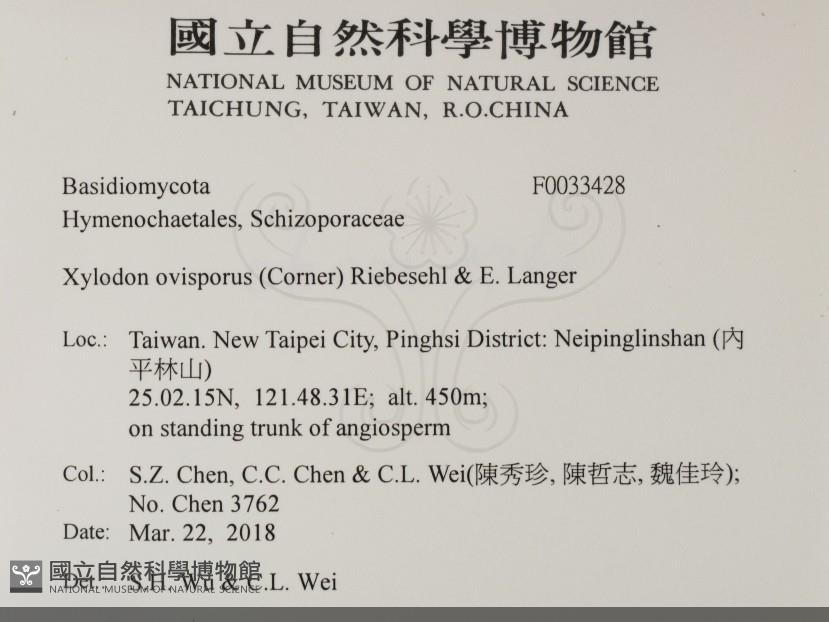 國立自然科學博物館
NATIONAL MUSEUM OF NATURAL SCIENCE
TAICHUNG, TAIWAN, R.O.CHINA
Basidiomycota F0033428
Hymenochaetales, Schizoporaceae
Xylodon ovisporus (Corner) Riebesehl & E. Langer
Loc.: Taiwan. New Taipei City, Pinghsi District: Neipinglinshan (內
平林山)
25.02.15N, 121.48.31E; alt. 450m;
on standing trunk of angiosperm
Col.: S.Z. Chen, C.C. Chen & C.L. Wei(陳秀珍, 陳哲志, 魏佳玲);
No. Chen 3762
Date: Mar. 22, 2018
Det.: S.H. Wu & C.L. Wei
國立自然科學博物館
NATIONAL MUSEUM OF NATURAL SCIENCE